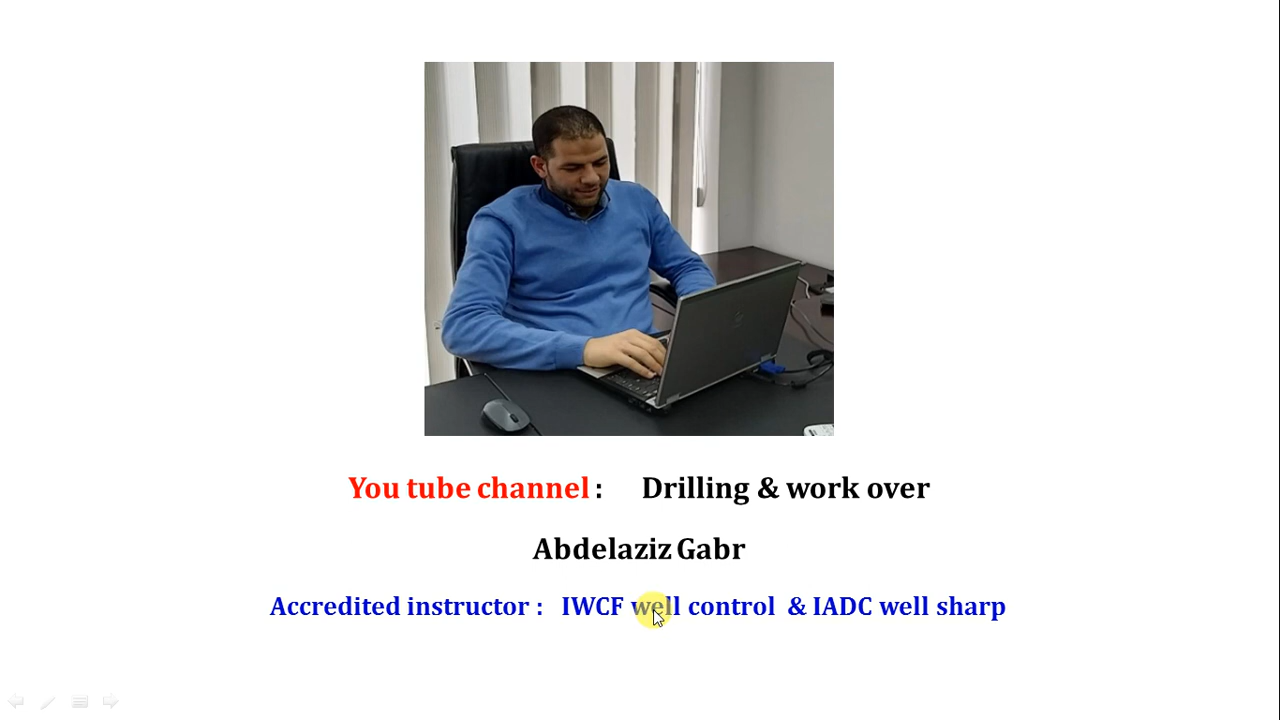 You tube channel : Drilling & work over
Abdelaziz Gabr
Accredited instructor : IWCF well control & IADC well sharp